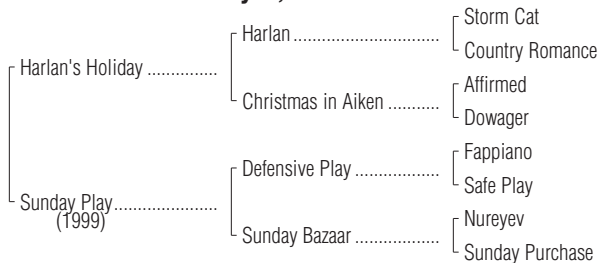 Storm Cat
Harlan..................................
Country Romance
Harlan's Holiday ...............
Affirmed
Christmas in Aiken ...........
Dowager
Fappiano
Defensive Play ..................
Safe Play
Sunday Play......................
(1999)
Nureyev
Sunday Bazaar ..................
Sunday Purchase